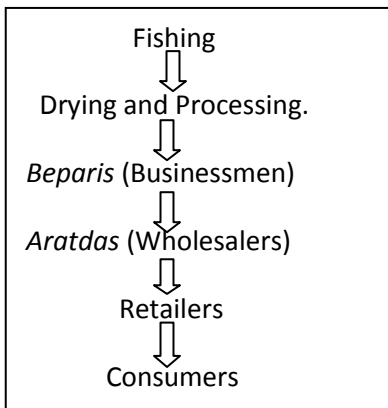 Fishing
Drying and Processing.
Beparis (Businessmen)
Aratdas (Wholesalers)
Retailers
Consumers